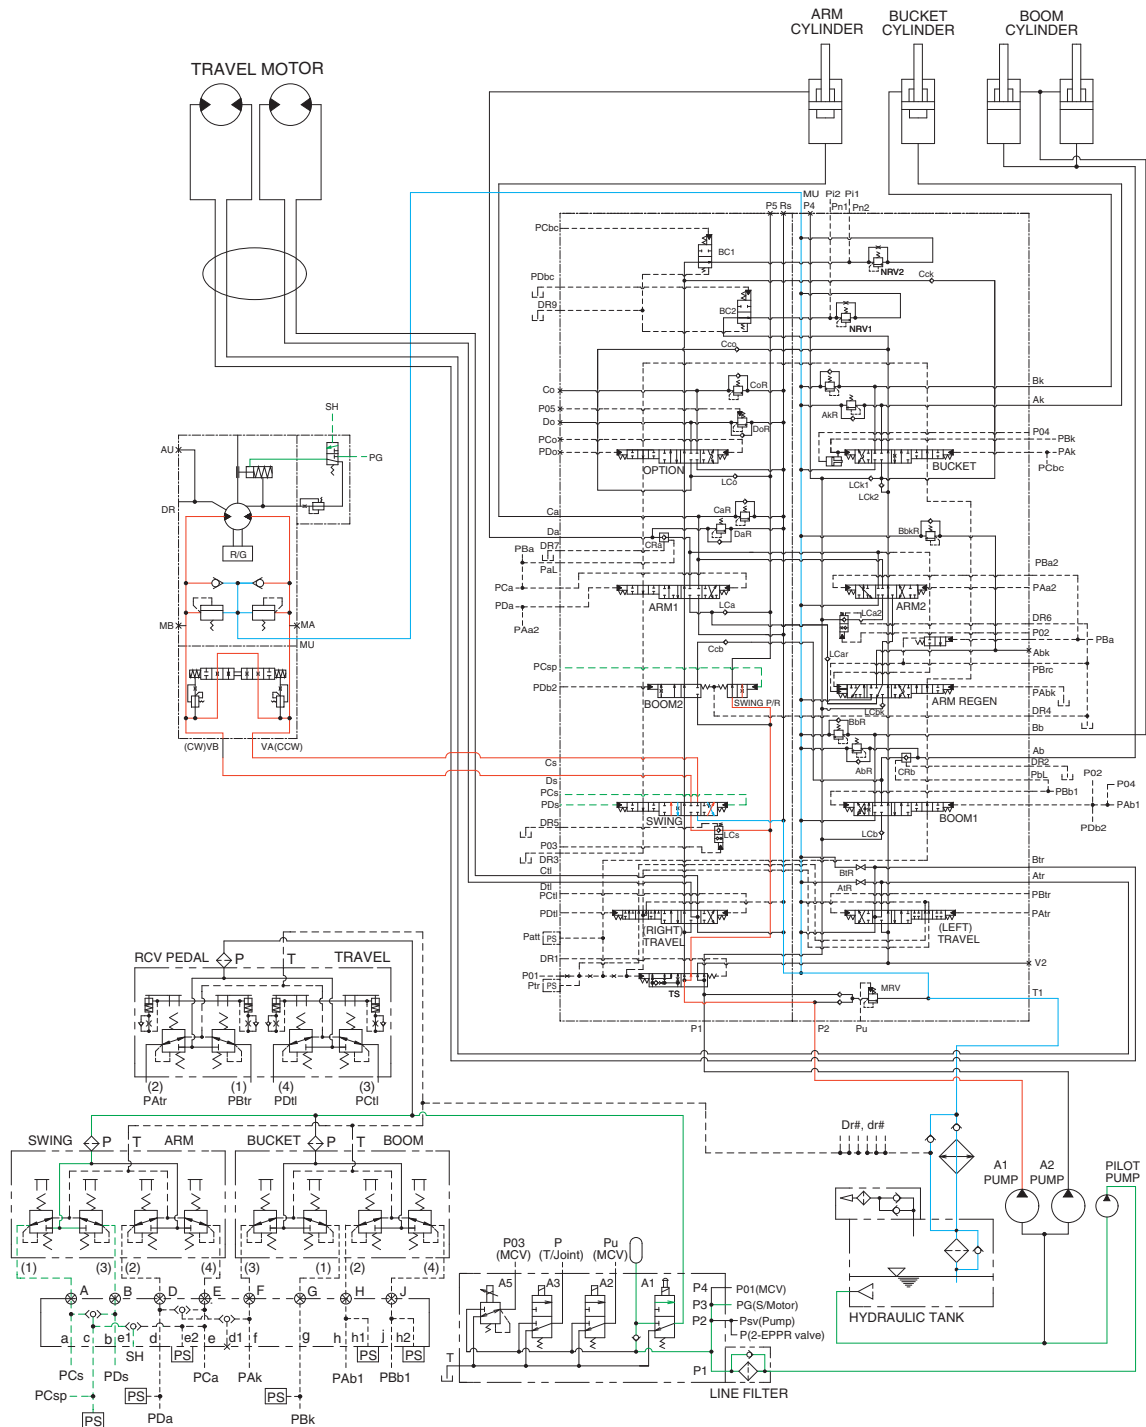 ARM
CYLINDER
BUCKET
CYLINDER
BOOM
CYLINDER
TRAVEL MOTOR
MU
Pi2
Pi1
P5
Rs
P4
Pn1
Pn2
PCbc
BC1
NRV2
Cck
PDbc
DR9
BC2
NRV1
Cco
Co
CoR
Bk
AkR
Ak
P05
Do
DoR
P04
PCo
PBk
PDo
PAk
OPTION
BUCKET
PCbc
LCo
LCk1
LCk2
SH
AU
PG
DR
R/G
MB
MA
MU
(CW)VB
VA(CCW)
Ca
CaR
Da
DaR
CRa
BbkR
DR7
PBa
PaL
PBa2
PCa
PAa2
PDa
ARM1
ARM2
LCa
LCa2
DR6
PAa2
P02
PBa
Ccb
LCar
Abk
PCsp
PBrc
PDb2
PAbk
BOOM2
SWING P/R
ARM REGEN
LCbk
DR4
BbR
Bb
AbR
Ab
CRb
DR2
Cs
Ds
PbL
P02
P04
PCs
PBb1
PDs
PAb1
SWING
BOOM1
PDb2
DR5
LCs
LCb
P03
DR3
Btr
Ctl
BtR
Atr
Dtl
AtR
PCtl
PBtr
PDtl
PAtr
(RIGHT)
TRAVEL
(LEFT)
TRAVEL
Patt
PS
DR1
V2
P01
Ptr
PS
TS
MRV
T1
P1
P2
Pu
RCV PEDAL
P
T
TRAVEL
(2)
(1)
(4)
(3)
PAtr
PBtr
PDtl
PCtl
SWING
P
T
ARM
BUCKET
P
T
BOOM
Dr#, dr#
A1
PUMP
A2
PUMP
PILOT
PUMP
(1)
(3)
(2)
(4)
(3)
(1)
(2)
(4)
HYDRAULIC TANK
A
B
D
E
F
G
H
J
a
c
b
e1
d
e2
e
d1
f
g
h
h1
j
h2
SH
PS
PS
PS
PCs
PDs
PCa
PAk
PAb1
PBb1
PCsp
PS
PS
PDa
PS
PBk
P03
(MCV)
P
(T/Joint)
Pu
(MCV)
A5
A3
A2
A1
P4
P01(MCV)
P3
PG(S/Motor)
P2
Psv(Pump)
P(2-EPPR valve)
T
P1
LINE FILTER